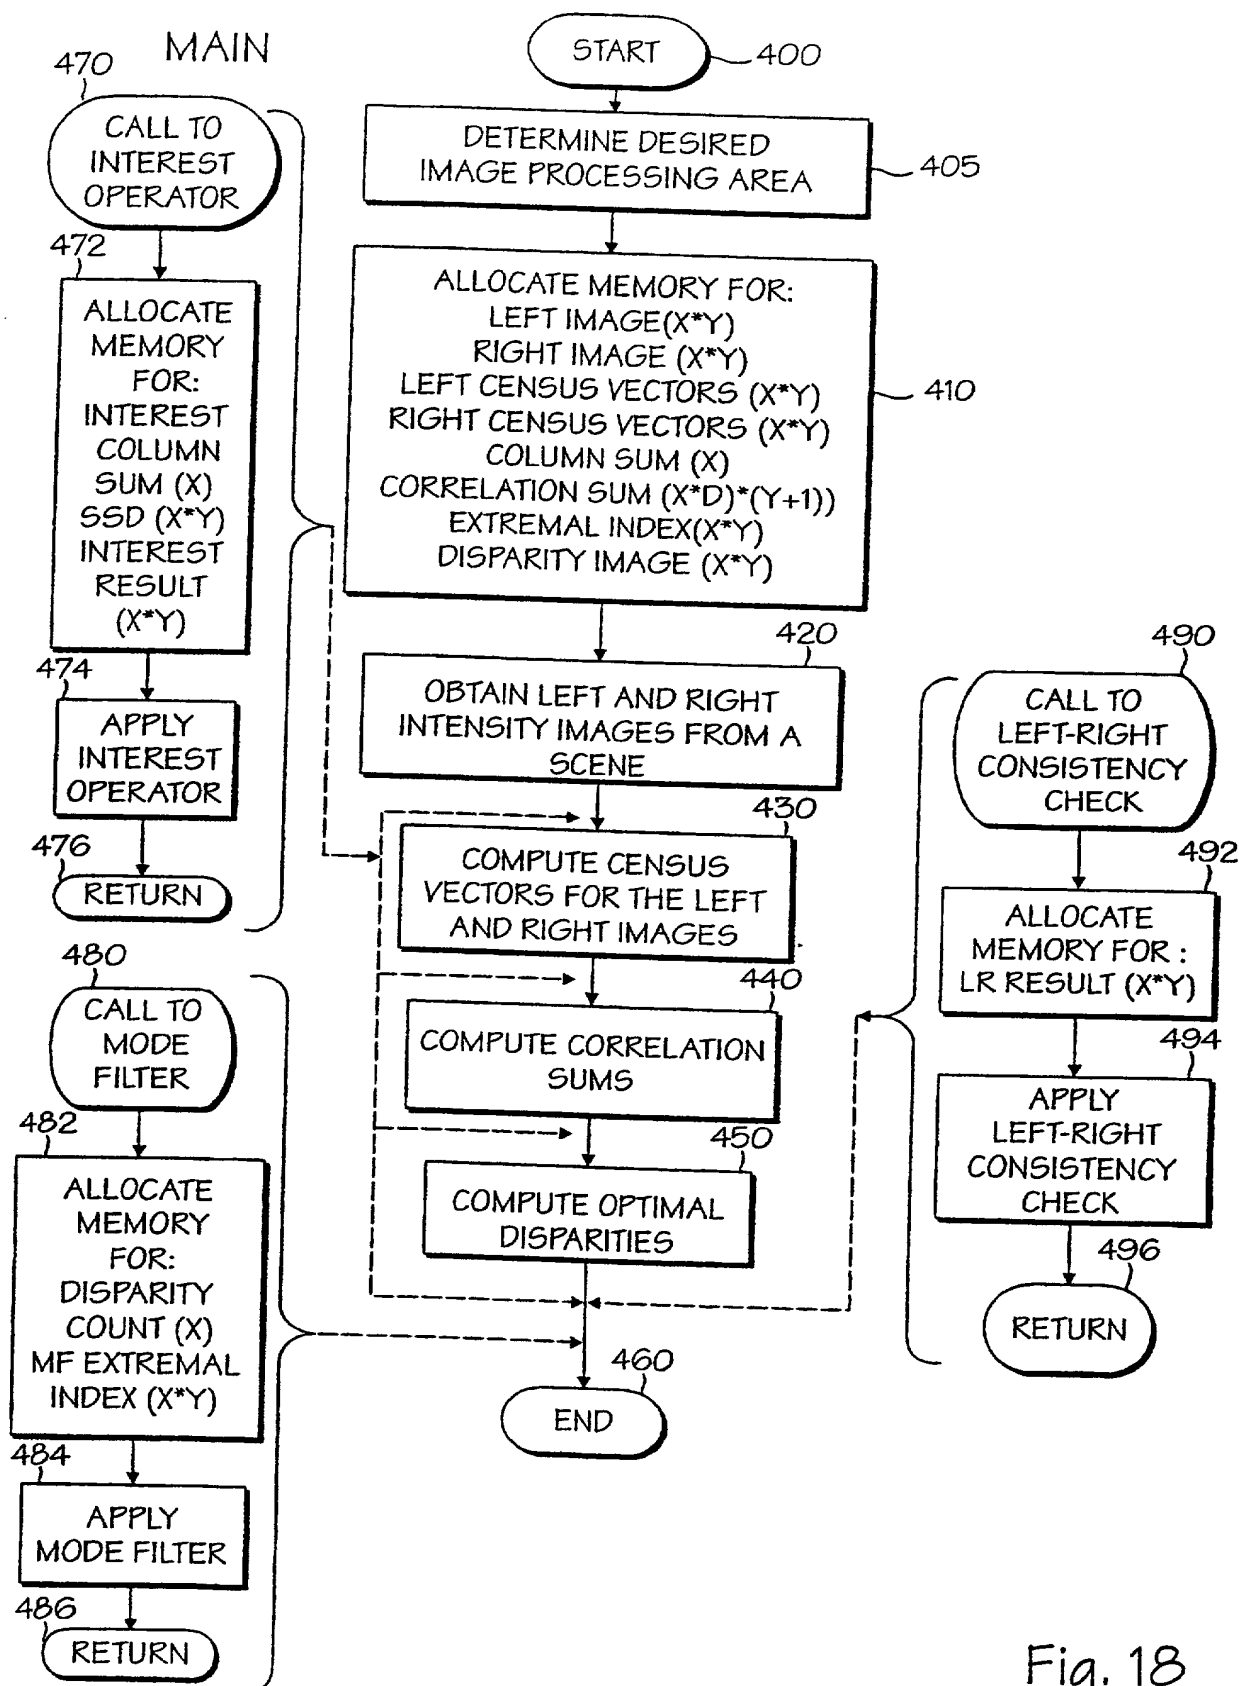 MAIN
START
400
DETERMINE DESIRED
IMAGE PROCESSING AREA
405
ALLOCATE MEMORY FOR:
LEFT IMAGE(X*Y)
RIGHT IMAGE (X*Y)
LEFT CENSUS VECTORS (X*Y)
RIGHT CENSUS VECTORS (X*Y)
COLUMN SUM (X)
CORRELATION SUM (X*D)*(Y+1))
EXTREMAL INDEX(X*Y)
DISPARITY IMAGE (X*Y)
410
420
OBTAIN LEFT AND RIGHT
INTENSITY IMAGES FROM A
SCENE
430
COMPUTE CENSUS
VECTORS FOR THE LEFT
AND RIGHT IMAGES
440
COMPUTE CORRELATION
SUMS
450
COMPUTE OPTIMAL
DISPARITIES
460
END
470
CALL TO
INTEREST
OPERATOR
472
ALLOCATE
MEMORY
FOR:
INTEREST
COLUMN
SUM (X)
SSD (X*Y)
INTEREST
RESULT
(X*Y)
474
APPLY
INTEREST
OPERATOR
476
RETURN
480
CALL TO
MODE
FILTER
482
ALLOCATE
MEMORY
FOR:
DISPARITY
COUNT (X)
MF EXTREMAL
INDEX (X*Y)
484
APPLY
MODE FILTER
486
RETURN
490
CALL TO
LEFT-RIGHT
CONSISTENCY
CHECK
492
ALLOCATE
MEMORY FOR :
LR RESULT (X*Y)
494
APPLY
LEFT-RIGHT
CONSISTENCY
CHECK
496
RETURN
Fig. 18